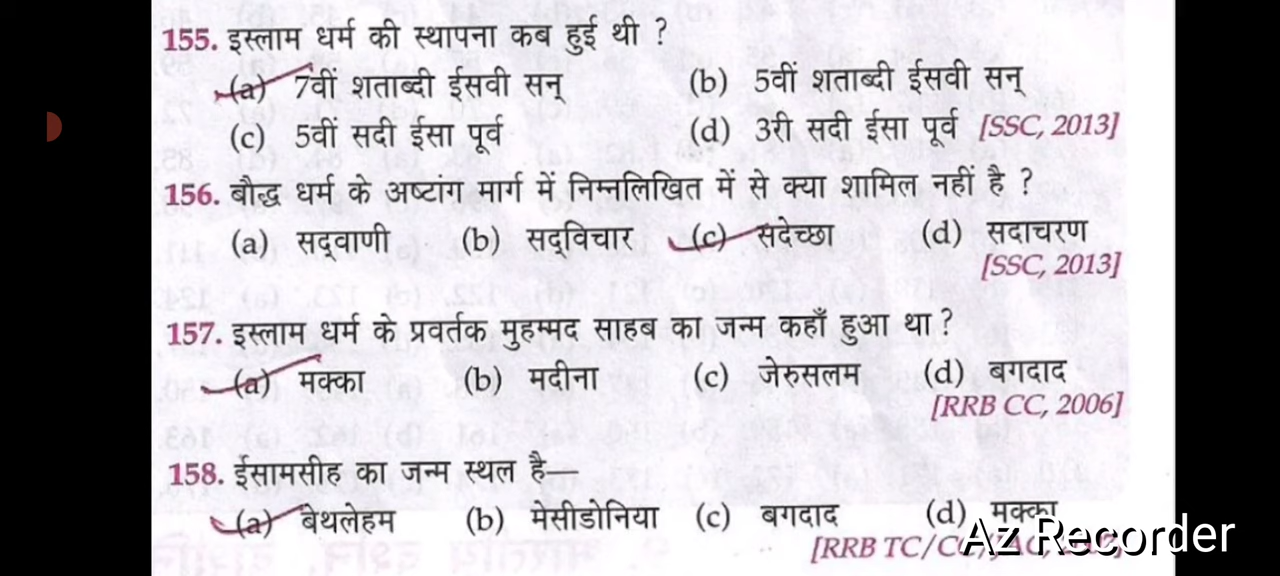 155. इस्लाम धर्म की स्थापना कब हुई थी ?
(a) 7वीं शताब्दी ईसवी सन् (b) 5वीं शताब्दी ईसवी सन्
(c) 5वीं सदी ईसा पूर्व (d) 3री सदी ईसा पूर्व [SSC, 2013]
156. बौद्ध धर्म के अष्टांग मार्ग में निम्नलिखित में से क्या शामिल नहीं है ?
(a) सद्‌वाणी (b) सद्‌विचार (c) सदेच्छा (d) सदाचरण
[SSC, 2013]
157. इस्लाम धर्म के प्रवर्तक मुहम्मद साहब का जन्म कहाँ हुआ था ?
(a) मक्का (b) मदीना (c) जेरुसलम (d) बगदाद
[RRB CC, 2006]
158. ईसामसीह का जन्म स्थल है—
(a) बेथलेहम (b) मेसीडोनिया (c) बगदाद (d) मक्का
[RRB TC/
Az Recorder